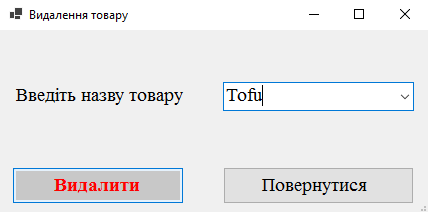 Видалення товару
Введіть назву товару Tofu
Видалити Повернутися